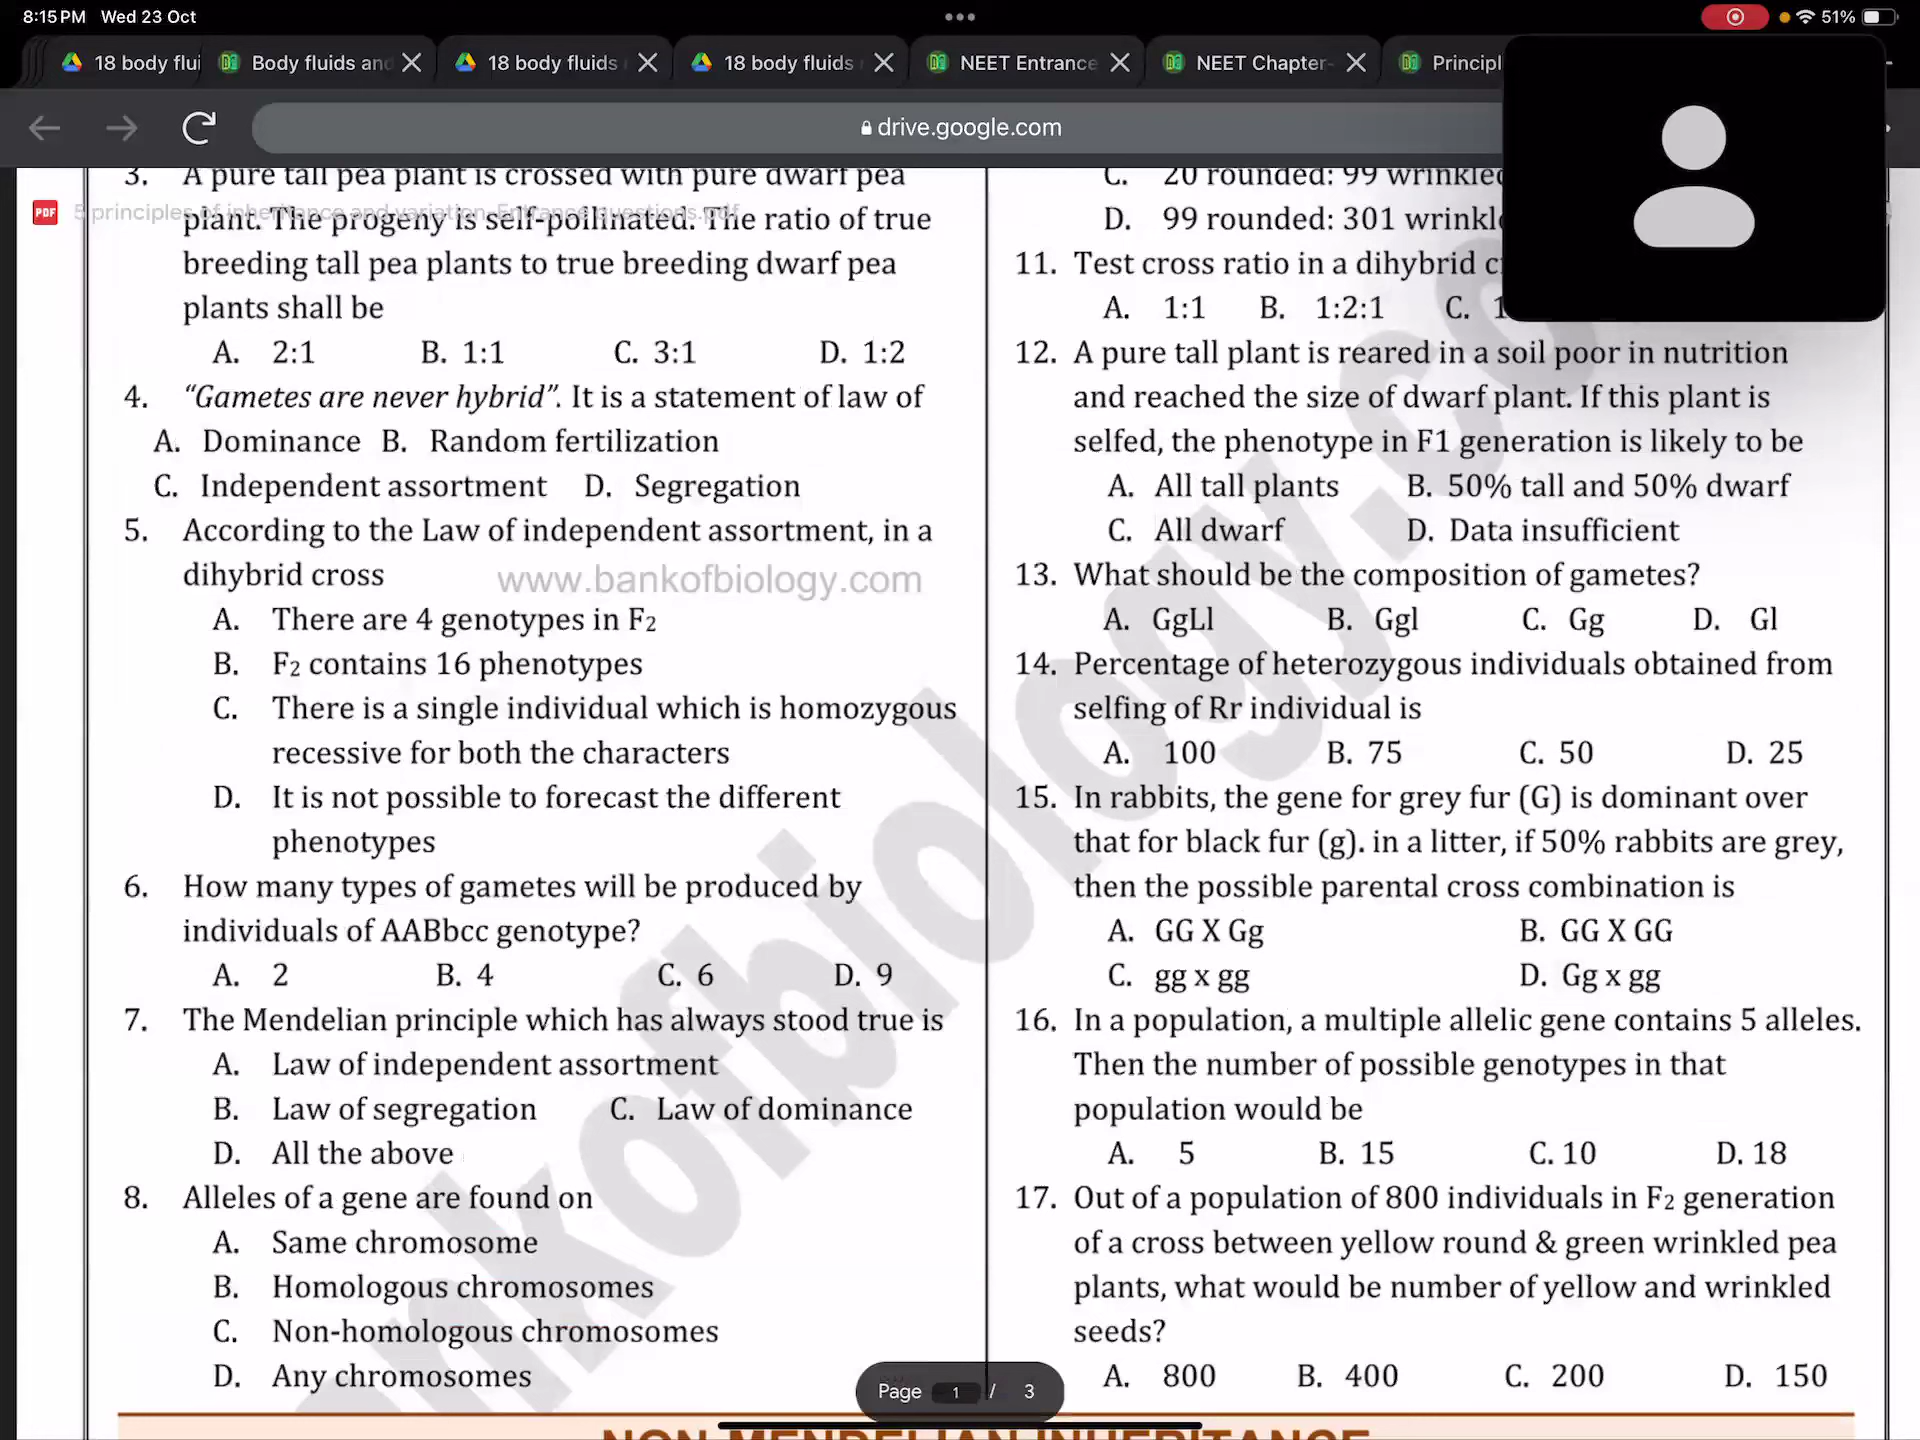 8:15 PM Wed 23 Oct
51%
18 body flui
Body fluids an
18 body fluids
18 body fluids
NEET Entrance
NEET Chapter-
Principl
drive.google.com
5 principles of inheritance and variation-Entrance questions.pdf
3. A pure tall pea plant is crossed with pure dwarf pea
plant. The progeny is self-pollinated. The ratio of true
breeding tall pea plants to true breeding dwarf pea
plants shall be
A. 2:1 B. 1:1 C. 3:1 D. 1:2
4. “Gametes are never hybrid”. It is a statement of law of
A. Dominance B. Random fertilization
C. Independent assortment D. Segregation
5. According to the Law of independent assortment, in a
dihybrid cross
www.bankofbiology.com
A. There are 4 genotypes in F2
B. F2 contains 16 phenotypes
C. There is a single individual which is homozygous
recessive for both the characters
D. It is not possible to forecast the different
phenotypes
6. How many types of gametes will be produced by
individuals of AABbcc genotype?
A. 2 B. 4 C. 6 D. 9
7. The Mendelian principle which has always stood true is
A. Law of independent assortment
B. Law of segregation C. Law of dominance
D. All the above
8. Alleles of a gene are found on
A. Same chromosome
B. Homologous chromosomes
C. Non-homologous chromosomes
D. Any chromosomes
C. 20 rounded: 99 wrinkled
D. 99 rounded: 301 wrinkl
11. Test cross ratio in a dihybrid c
A. 1:1 B. 1:2:1 C. 1
12. A pure tall plant is reared in a soil poor in nutrition
and reached the size of dwarf plant. If this plant is
selfed, the phenotype in F1 generation is likely to be
A. All tall plants B. 50% tall and 50% dwarf
C. All dwarf D. Data insufficient
13. What should be the composition of gametes?
A. GgLl B. Ggl C. Gg D. Gl
14. Percentage of heterozygous individuals obtained from
selfing of Rr individual is
A. 100 B. 75 C. 50 D. 25
15. In rabbits, the gene for grey fur (G) is dominant over
that for black fur (g). in a litter, if 50% rabbits are grey,
then the possible parental cross combination is
A. GG X Gg B. GG X GG
C. gg x gg D. Gg x gg
16. In a population, a multiple allelic gene contains 5 alleles.
Then the number of possible genotypes in that
population would be
A. 5 B. 15 C. 10 D. 18
17. Out of a population of 800 individuals in F2 generation
of a cross between yellow round & green wrinkled pea
plants, what would be number of yellow and wrinkled
seeds?
A. 800 B. 400 C. 200 D. 150
nkofbiology.co
Page 1 / 3
NON-MENDELIAN INHERITANCE